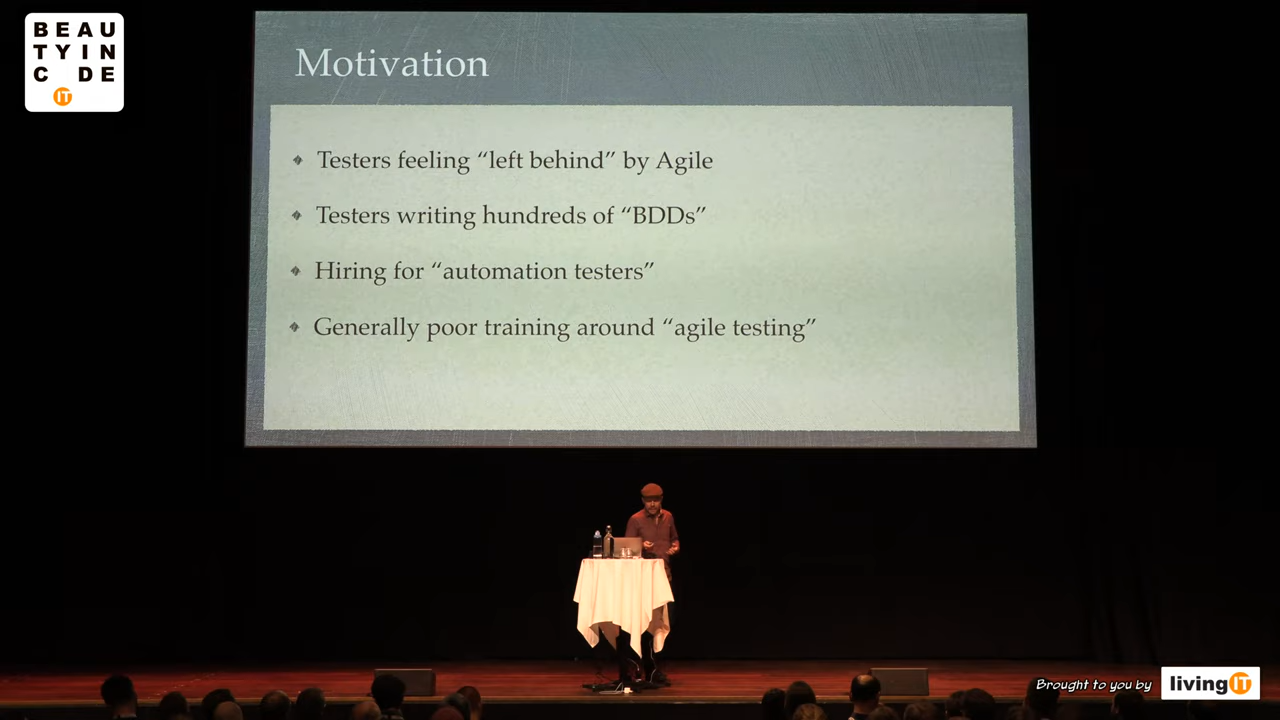 BEAU
TYIN
C DE
IT
Motivation
Testers feeling “left behind” by Agile
Testers writing hundreds of “BDDs”
Hiring for “automation testers”
Generally poor training around “agile testing”
Brought to you by
livingIT